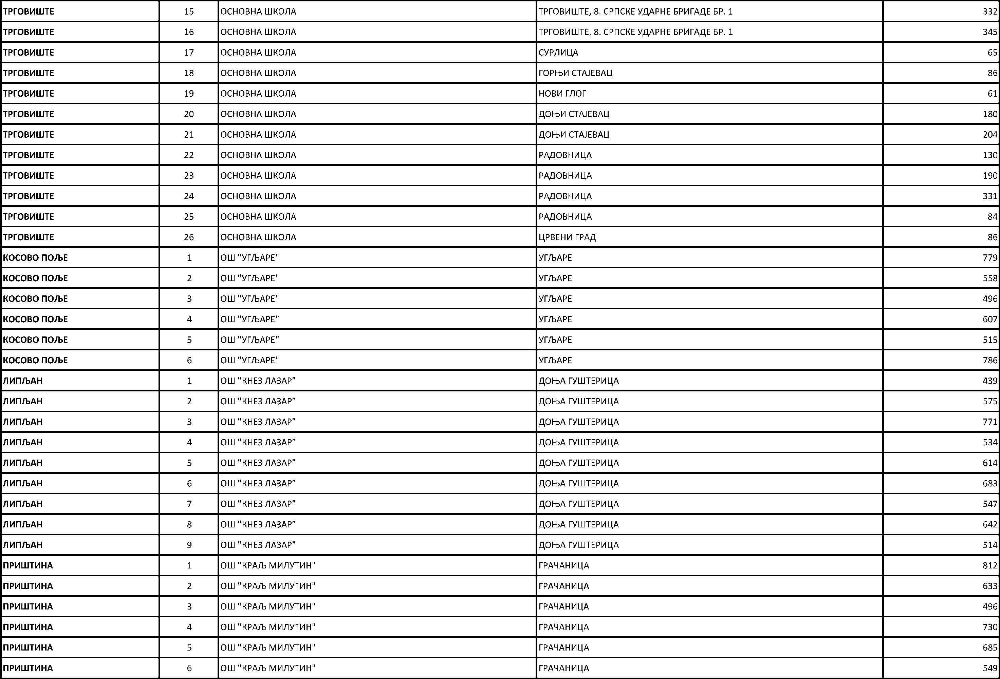 ТРГОВИШТЕ 15 ОСНОВНА ШКОЛА ТРГОВИШТЕ, 8. СРПСКЕ УДАРНЕ БРИГАДЕ БР. 1 332
ТРГОВИШТЕ 16 ОСНОВНА ШКОЛА ТРГОВИШТЕ, 8. СРПСКЕ УДАРНЕ БРИГАДЕ БР. 1 345
ТРГОВИШТЕ 17 ОСНОВНА ШКОЛА СУРЛИЦА 65
ТРГОВИШТЕ 18 ОСНОВНА ШКОЛА ГОРЊИ СТАЈЕВАЦ 86
ТРГОВИШТЕ 19 ОСНОВНА ШКОЛА НОВИ ГЛОГ 61
ТРГОВИШТЕ 20 ОСНОВНА ШКОЛА ДОЊИ СТАЈЕВАЦ 180
ТРГОВИШТЕ 21 ОСНОВНА ШКОЛА ДОЊИ СТАЈЕВАЦ 204
ТРГОВИШТЕ 22 ОСНОВНА ШКОЛА РАДОВНИЦА 130
ТРГОВИШТЕ 23 ОСНОВНА ШКОЛА РАДОВНИЦА 190
ТРГОВИШТЕ 24 ОСНОВНА ШКОЛА РАДОВНИЦА 331
ТРГОВИШТЕ 25 ОСНОВНА ШКОЛА РАДОВНИЦА 84
ТРГОВИШТЕ 26 ОСНОВНА ШКОЛА ЦРВЕНИ ГРАД 86
КОСОВО ПОЉЕ 1 ОШ "УГЉАРЕ" УГЉАРЕ 779
КОСОВО ПОЉЕ 2 ОШ "УГЉАРЕ" УГЉАРЕ 558
КОСОВО ПОЉЕ 3 ОШ "УГЉАРЕ" УГЉАРЕ 496
КОСОВО ПОЉЕ 4 ОШ "УГЉАРЕ" УГЉАРЕ 607
КОСОВО ПОЉЕ 5 ОШ "УГЉАРЕ" УГЉАРЕ 515
КОСОВО ПОЉЕ 6 ОШ "УГЉАРЕ" УГЉАРЕ 786
ЛИПЉАН 1 ОШ "КНЕЗ ЛАЗАР" ДОЊА ГУШТЕРИЦА 439
ЛИПЉАН 2 ОШ "КНЕЗ ЛАЗАР" ДОЊА ГУШТЕРИЦА 575
ЛИПЉАН 3 ОШ "КНЕЗ ЛАЗАР" ДОЊА ГУШТЕРИЦА 771
ЛИПЉАН 4 ОШ "КНЕЗ ЛАЗАР" ДОЊА ГУШТЕРИЦА 534
ЛИПЉАН 5 ОШ "КНЕЗ ЛАЗАР" ДОЊА ГУШТЕРИЦА 614
ЛИПЉАН 6 ОШ "КНЕЗ ЛАЗАР" ДОЊА ГУШТЕРИЦА 683
ЛИПЉАН 7 ОШ "КНЕЗ ЛАЗАР" ДОЊА ГУШТЕРИЦА 547
ЛИПЉАН 8 ОШ "КНЕЗ ЛАЗАР" ДОЊА ГУШТЕРИЦА 642
ЛИПЉАН 9 ОШ "КНЕЗ ЛАЗАР" ДОЊА ГУШТЕРИЦА 514
ПРИШТИНА 1 ОШ "КРАЉ МИЛУТИН" ГРАЧАНИЦА 812
ПРИШТИНА 2 ОШ "КРАЉ МИЛУТИН" ГРАЧАНИЦА 633
ПРИШТИНА 3 ОШ "КРАЉ МИЛУТИН" ГРАЧАНИЦА 496
ПРИШТИНА 4 ОШ "КРАЉ МИЛУТИН" ГРАЧАНИЦА 730
ПРИШТИНА 5 ОШ "КРАЉ МИЛУТИН" ГРАЧАНИЦА 685
ПРИШТИНА 6 ОШ "КРАЉ МИЛУТИН" ГРАЧАНИЦА 549